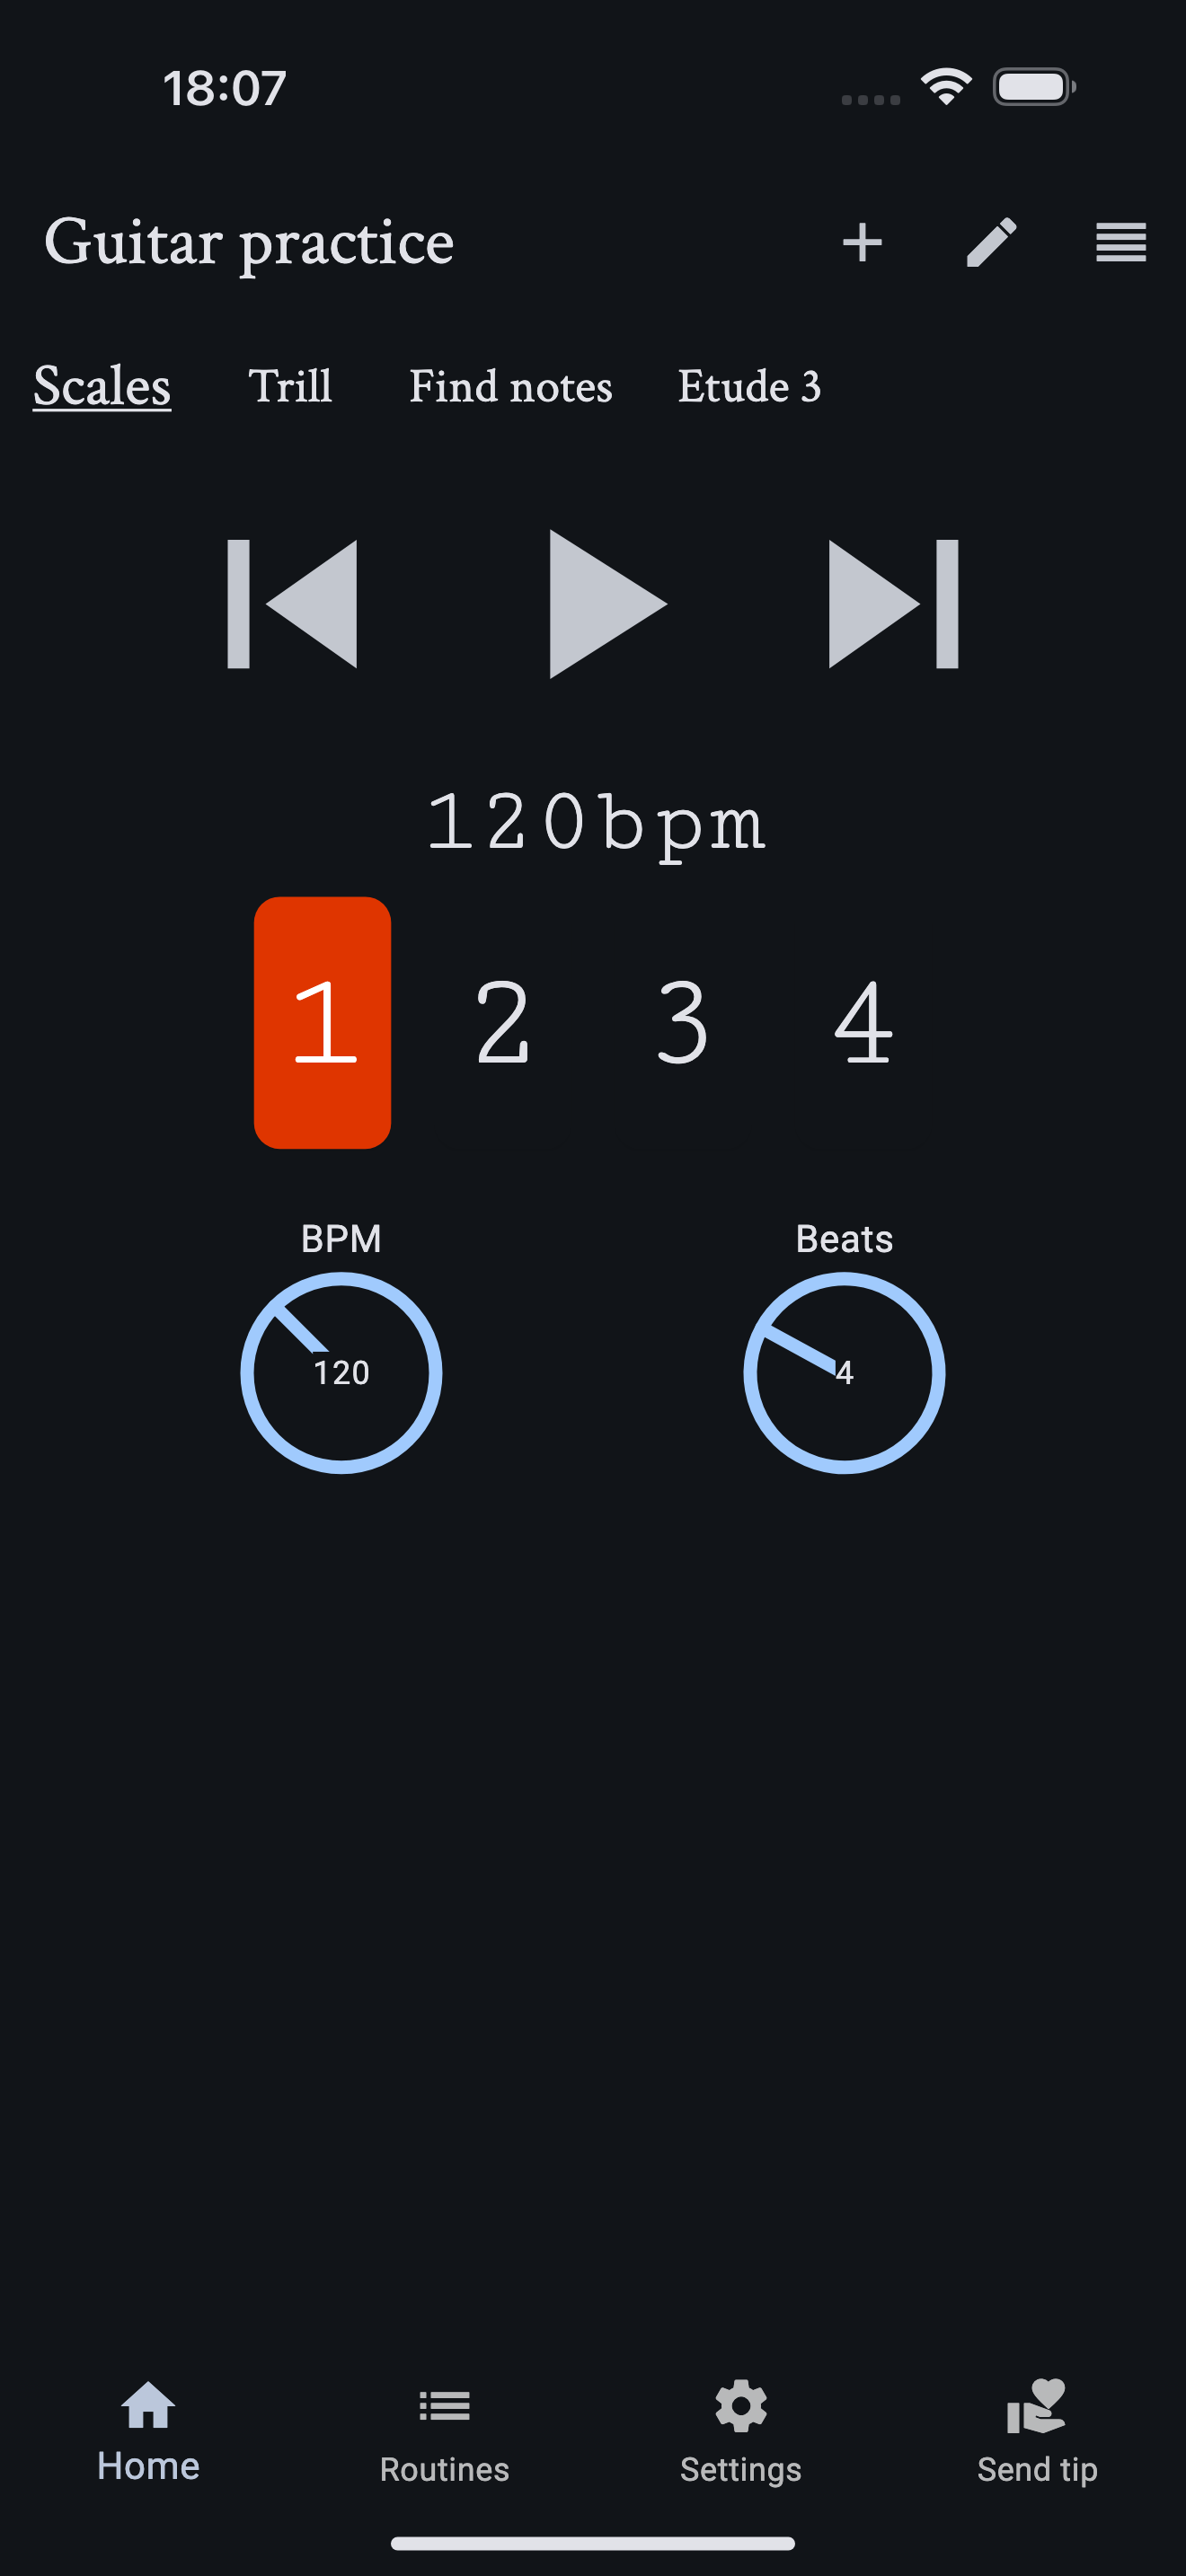 18:07
Guitar practice
Scales Trill Find notes Etude 3
120bpm
1 2 3 4
BPM Beats
120 4
Home Routines Settings Send tip